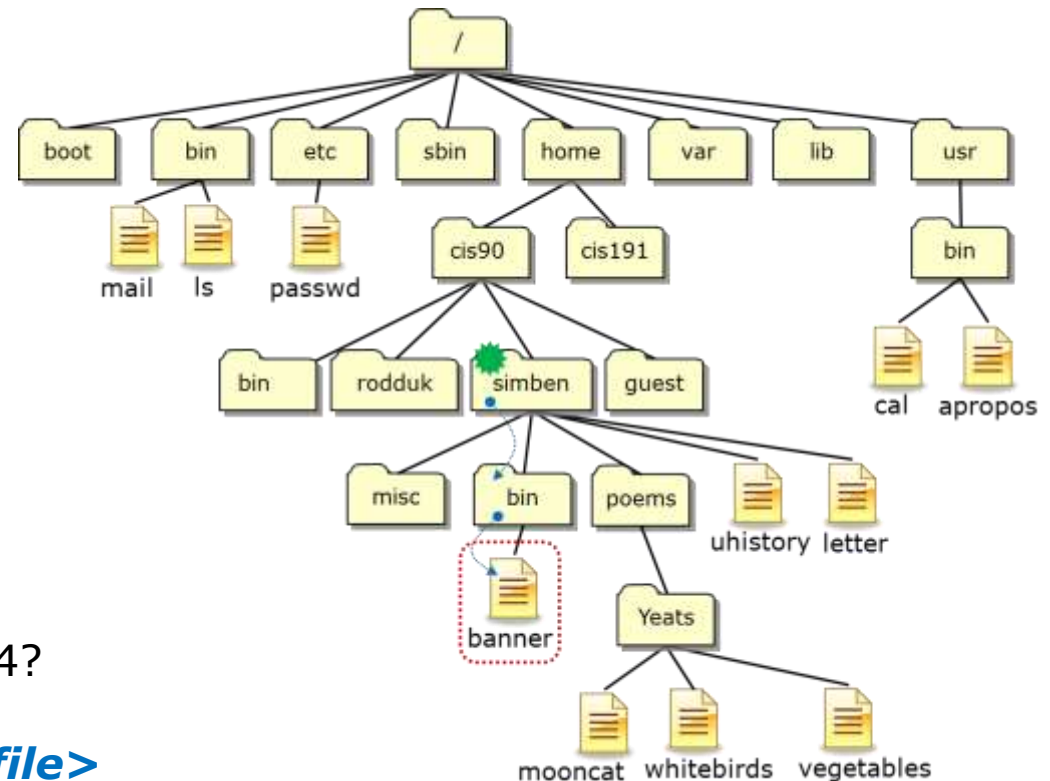 /
boot bin etc sbin home var lib usr
mail ls passwd cis90 cis191 bin
bin rodduk simben guest cal apropos
misc bin poems uhistory letter
banner Yeats
4?
file>
mooncat whitebirds vegetables